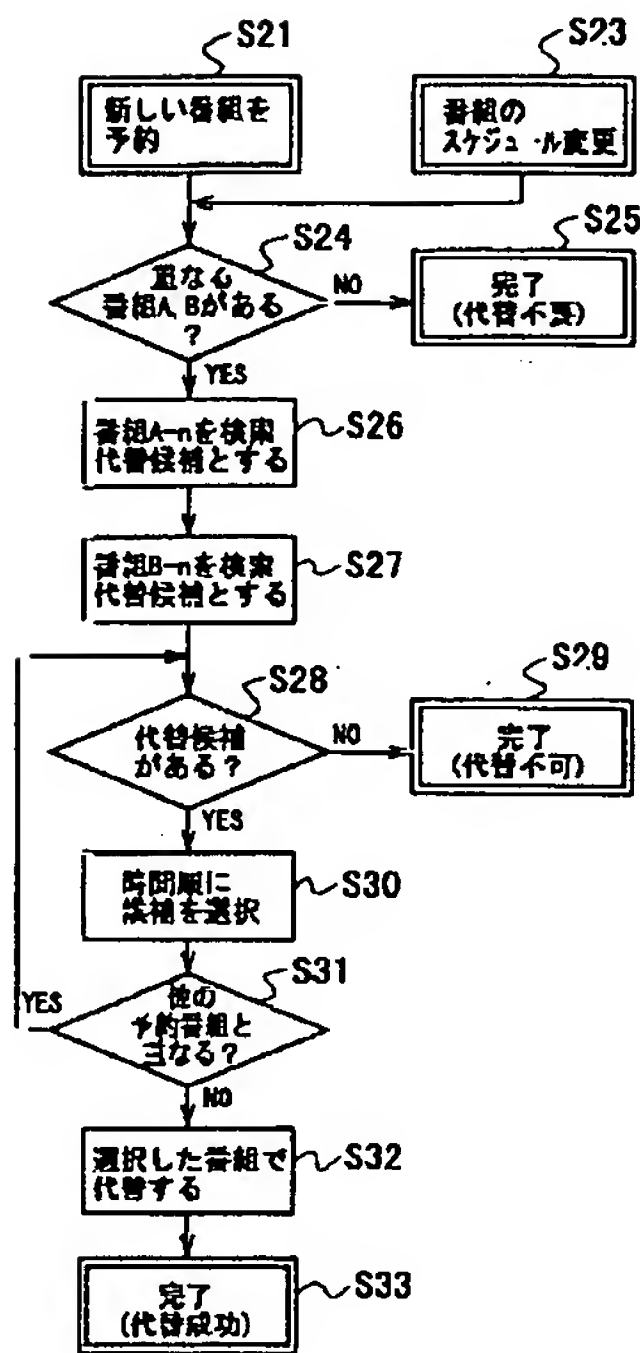 S21
新しい番組を
予約
S23
番組の
スケジュール変更
S24
重なる
番組A,Bがある
?
NO
YES
S25
完了
(代替不要)
S26
番組A-nを検索
代替候補とする
S27
番組B-nを検索
代替候補とする
S28
代替候補
がある?
NO
YES
S29
完了
(代替不可)
S30
時間順に
候補を選択
S31
他の
予約番組と
重なる?
YES
NO
S32
選択した番組で
代替する
S33
完了
(代替成功)